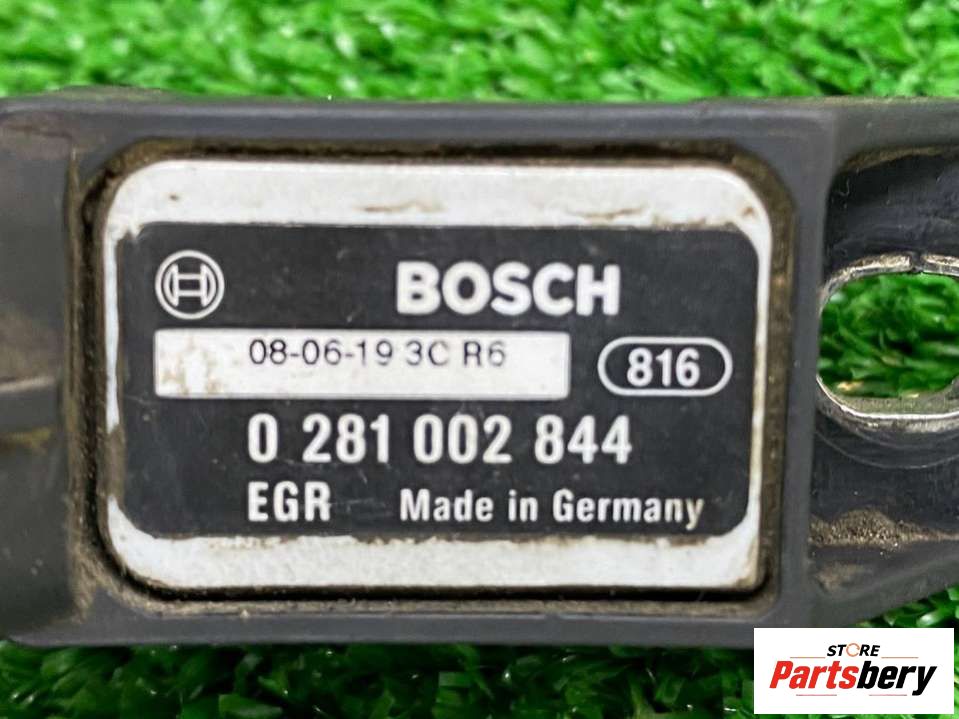 BOSCH
08-06-19 3C R6
816
0 281 002 844
EGR Made in Germany
STORE
Partsbery